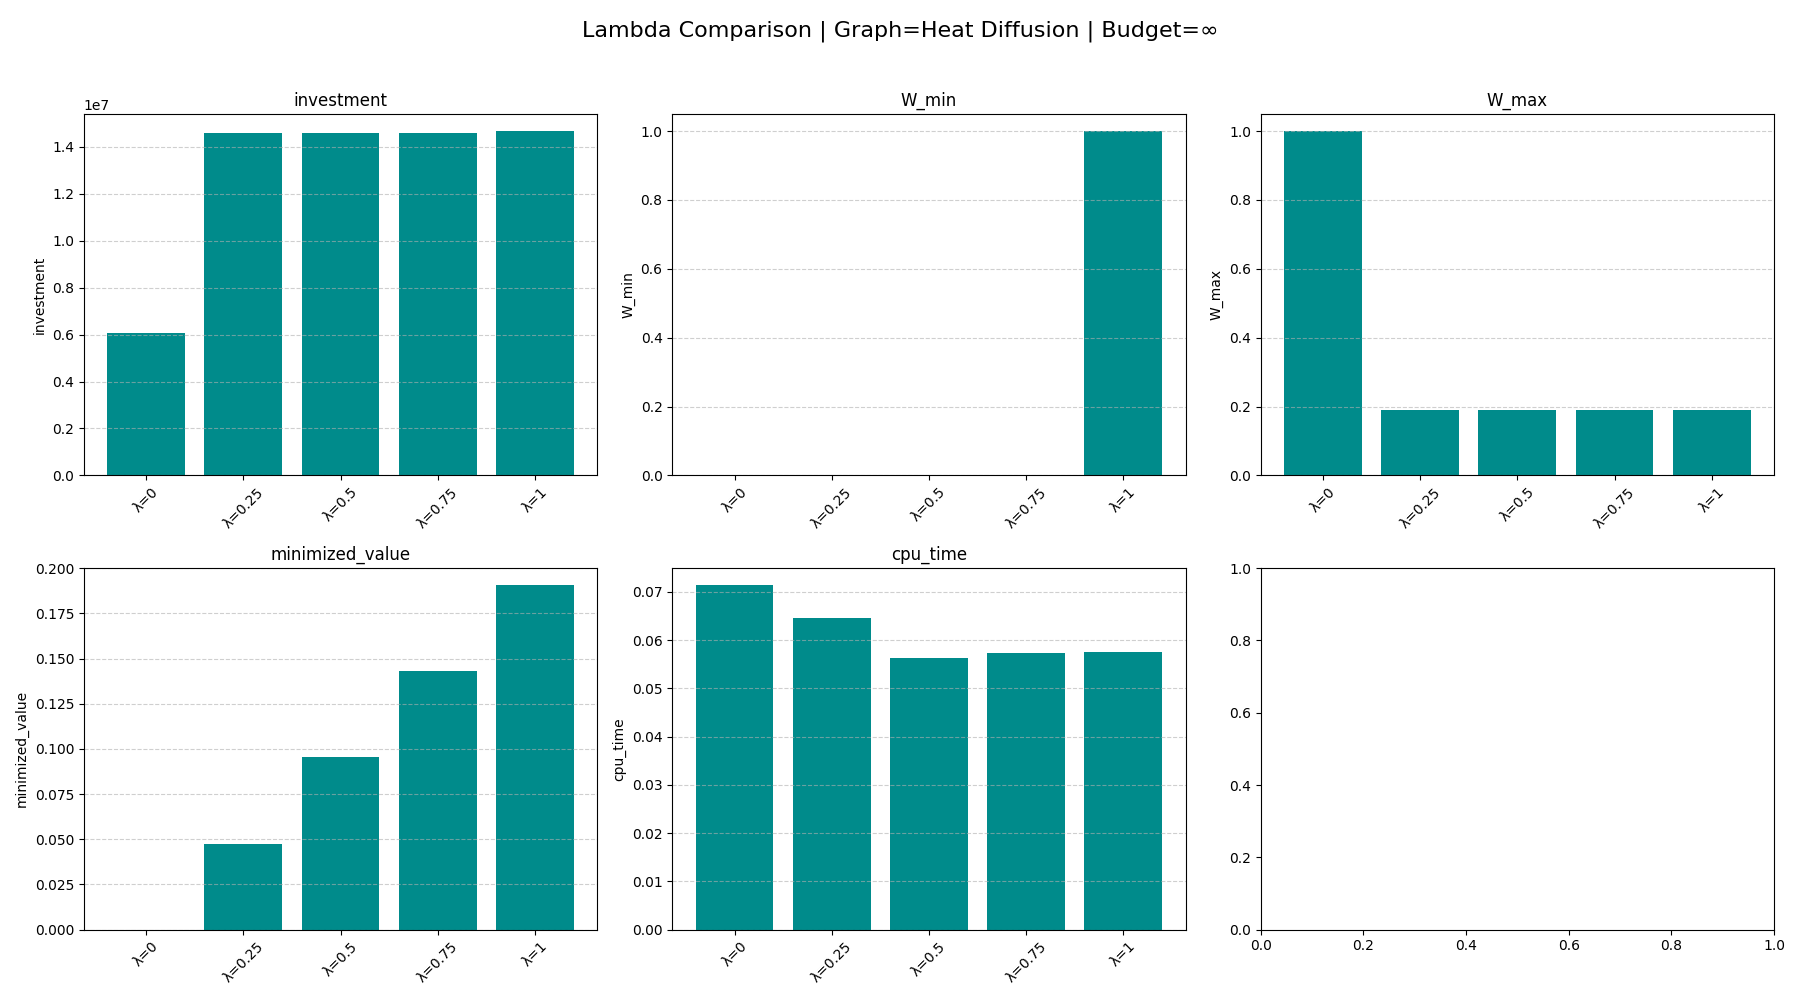 Lambda Comparison | Graph=Heat Diffusion | Budget=∞
investment
1e7
investment
1.4
1.2
1.0
0.8
0.6
0.4
0.2
0.0
λ=0
λ=0.25
λ=0.5
λ=0.75
λ=1
W_min
W_min
1.0
0.8
0.6
0.4
0.2
0.0
λ=0
λ=0.25
λ=0.5
λ=0.75
λ=1
W_max
W_max
1.0
0.8
0.6
0.4
0.2
0.0
λ=0
λ=0.25
λ=0.5
λ=0.75
λ=1
minimized_value
minimized_value
0.200
0.175
0.150
0.125
0.100
0.075
0.050
0.025
0.000
λ=0
λ=0.25
λ=0.5
λ=0.75
λ=1
cpu_time
cpu_time
0.07
0.06
0.05
0.04
0.03
0.02
0.01
0.00
λ=0
λ=0.25
λ=0.5
λ=0.75
λ=1
1.0
0.8
0.6
0.4
0.2
0.0
0.0
0.2
0.4
0.6
0.8
1.0